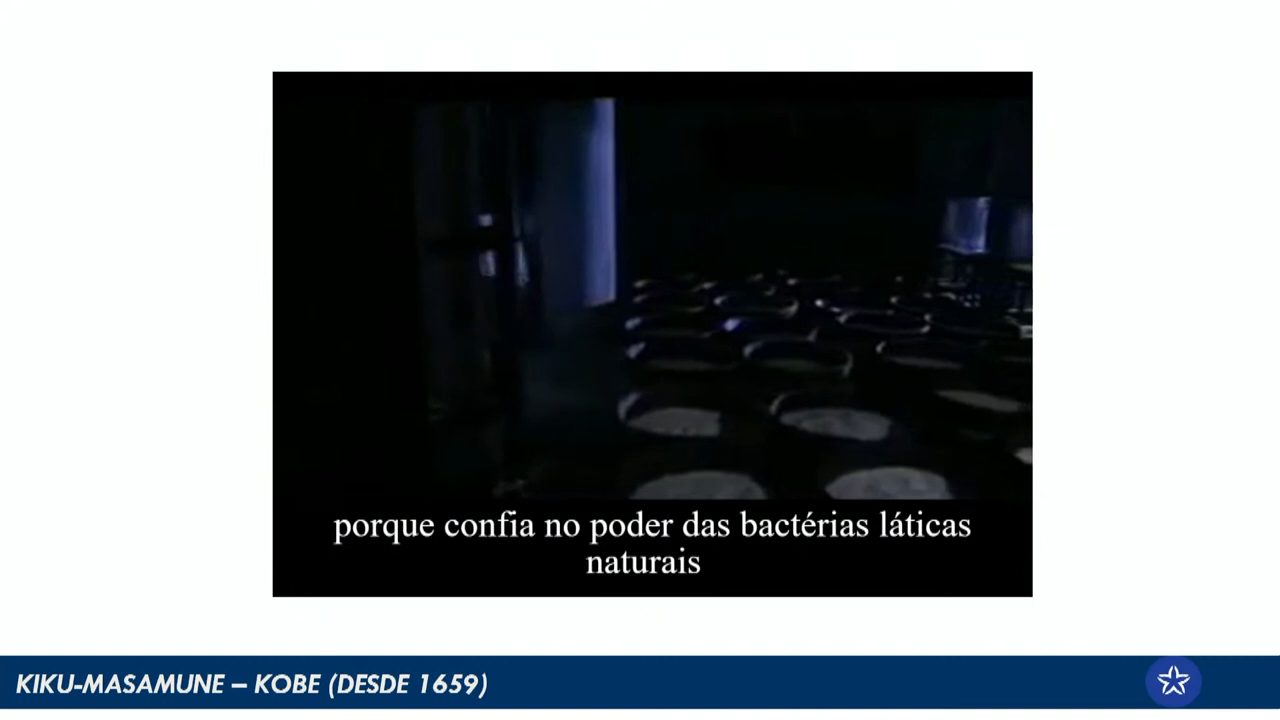 porque confia no poder das bactérias láticas
naturais
KIKU-MASAMUNE – KOBE (DESDE 1659)